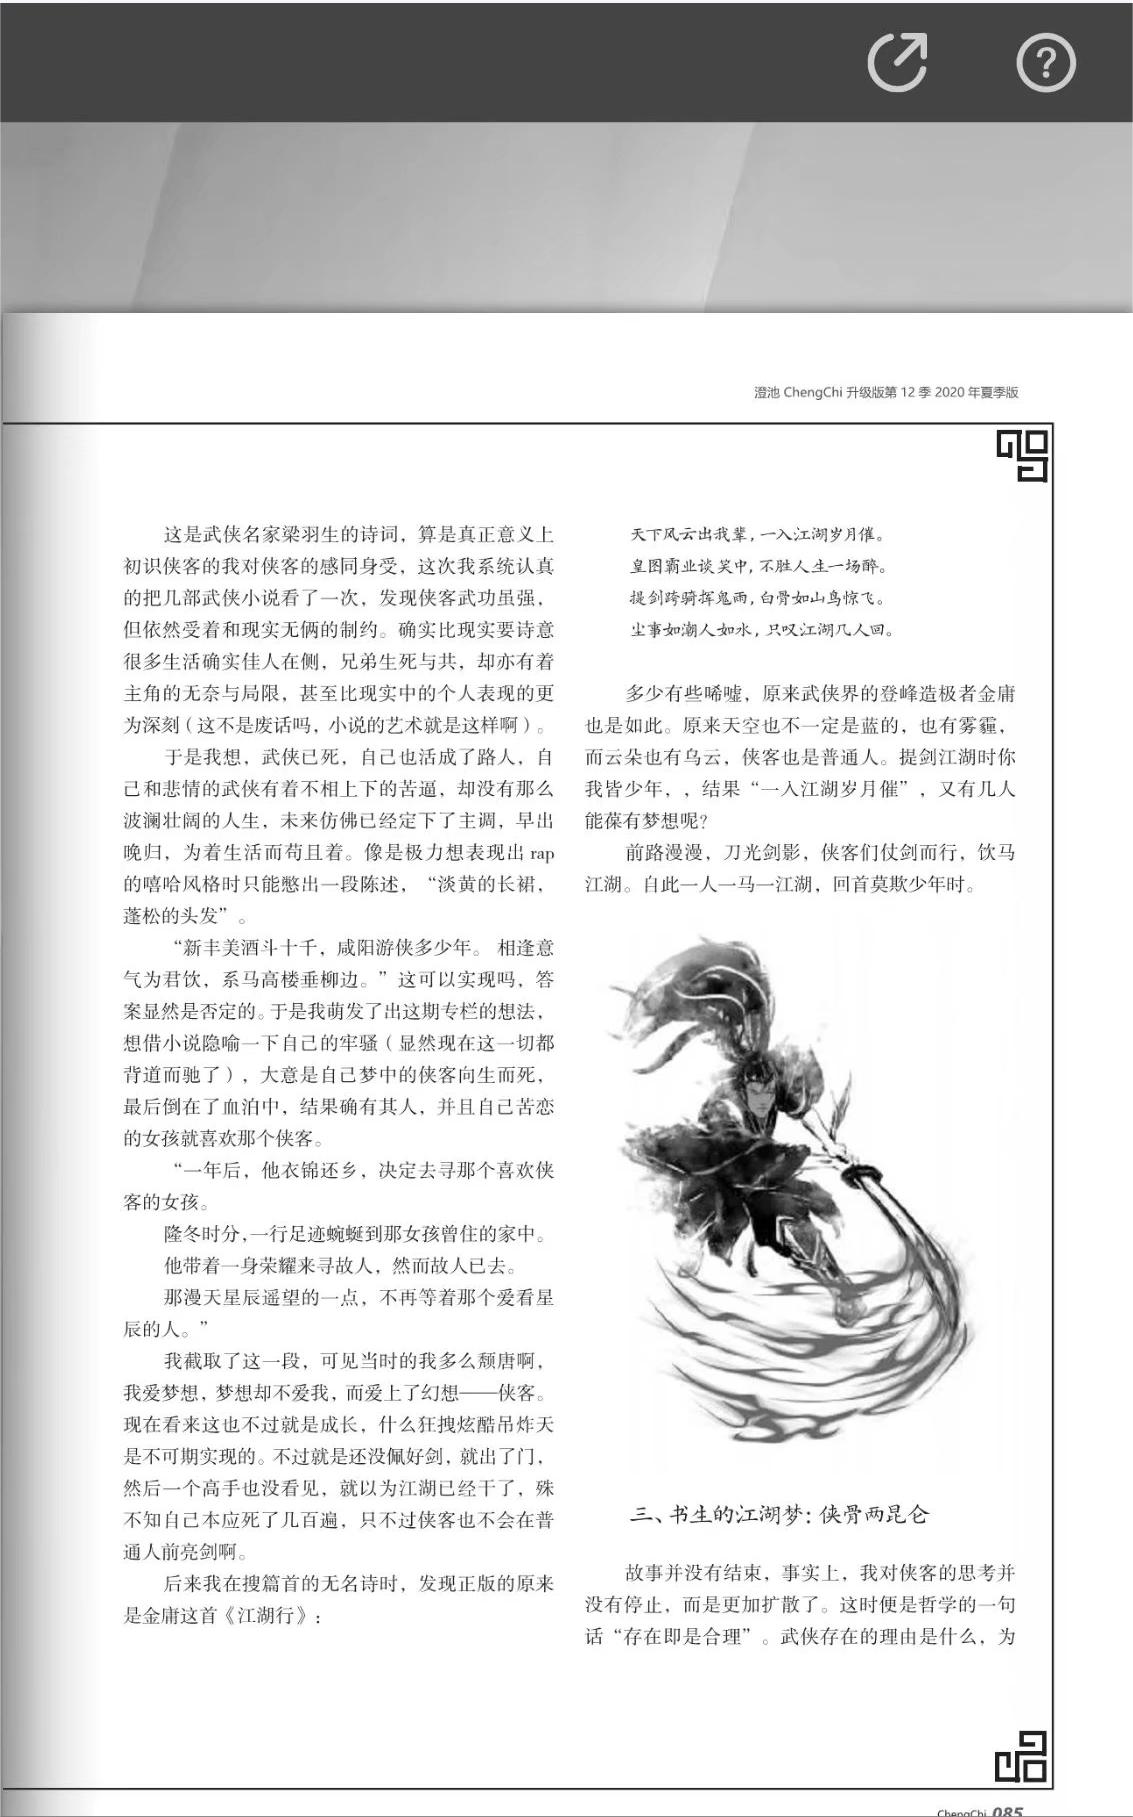 澄池 ChengChi 升级版第 12 季 2020 年夏季版
这是武侠名家梁羽生的诗词，算是真正意义上
初识侠客的我对侠客的感同身受，这次我系统认真
的把几部武侠小说看了一次，发现侠客武功虽强，
但依然受着和现实无俩的制约。确实比现实要诗意
很多生活确实佳人在侧，兄弟生死与共，却亦有着
主角的无奈与局限，甚至比现实中的个人表现的更
为深刻（这不是废话吗，小说的艺术就是这样啊）。
于是我想，武侠已死，自己也活成了路人，自
己和悲情的武侠有着不相上下的苦逼，却没有那么
波澜壮阔的人生，未来仿佛已经定下了主调，早出
晚归，为着生活而苟且着。像是极力想表现出 rap
的嘻哈风格时只能憋出一段陈述，“淡黄的长裙，
蓬松的头发”。
“新丰美酒斗十千，咸阳游侠多少年。 相逢意
气为君饮，系马高楼垂柳边。”这可以实现吗，答
案显然是否定的。于是我萌发了出这期专栏的想法，
想借小说隐喻一下自己的牢骚（显然现在这一切都
背道而驰了），大意是自己梦中的侠客向生而死，
最后倒在了血泊中，结果确有其人，并且自己苦恋
的女孩就喜欢那个侠客。
“一年后，他衣锦还乡，决定去寻那个喜欢侠
客的女孩。
隆冬时分，一行足迹蜿蜒到那女孩曾住的家中。
他带着一身荣耀来寻故人，然而故人已去。
那漫天星辰遥望的一点，不再等着那个爱看星
辰的人。”
我截取了这一段，可见当时的我多么颓唐啊，
我爱梦想，梦想却不爱我，而爱上了幻想——侠客。
现在看来这也不过就是成长，什么狂拽炫酷吊炸天
是不可期实现的。不过就是还没佩好剑，就出了门，
然后一个高手也没看见，就以为江湖已经干了，殊
不知自己本应死了几百遍，只不过侠客也不会在普
通人前亮剑啊。
后来我在搜篇首的无名诗时，发现正版的原来
是金庸这首《江湖行》：
天下风云出我辈，一入江湖岁月催。
皇图霸业谈笑中，不胜人生一场醉。
提剑跨骑挥鬼雨，白骨如山鸟惊飞。
尘事如潮人如水，只叹江湖几人回。
多少有些唏嘘，原来武侠界的登峰造极者金庸
也是如此。原来天空也不一定是蓝的，也有雾霾，
而云朵也有乌云，侠客也是普通人。提剑江湖时你
我皆少年，，结果“一入江湖岁月催”，又有几人
能葆有梦想呢？
前路漫漫，刀光剑影，侠客们仗剑而行，饮马
江湖。自此一人一马一江湖，回首莫欺少年时。
三、书生的江湖梦：侠骨两昆仑
故事并没有结束，事实上，我对侠客的思考并
没有停止，而是更加扩散了。这时便是哲学的一句
话“存在即是合理”。武侠存在的理由是什么，为
ChengChi 085